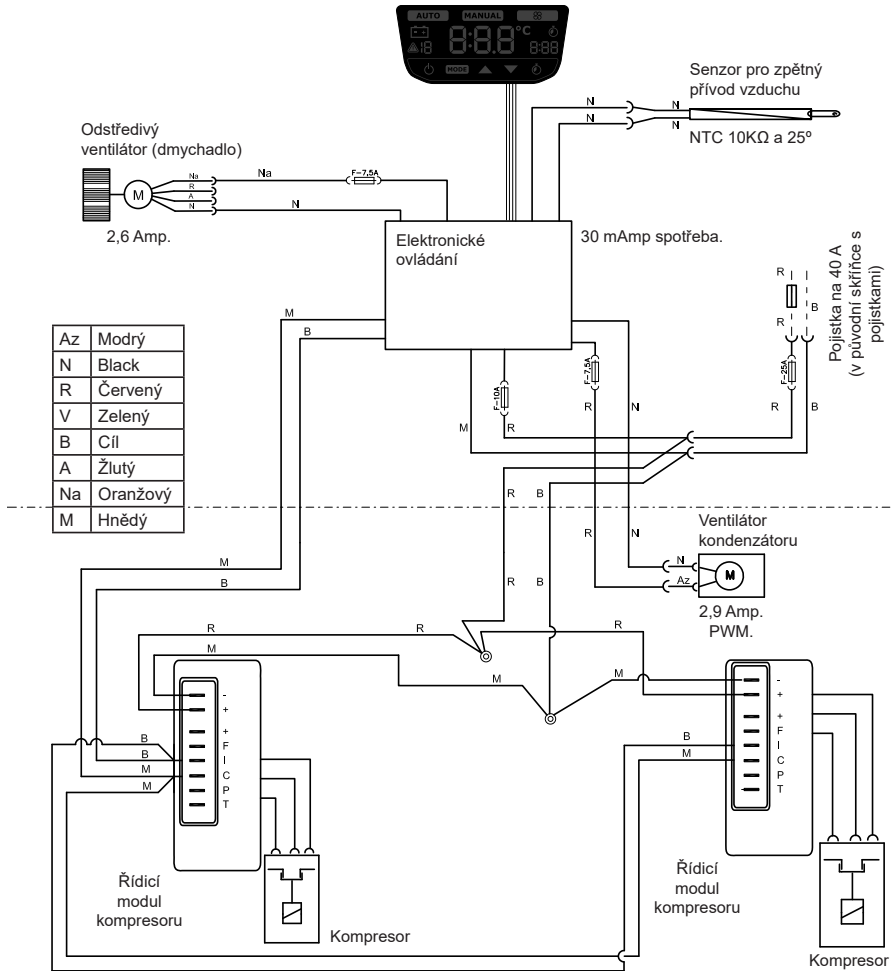 AUTO MANUAL
8:8.8 °C
18 8:88
MODE
Senzor pro zpětný
přívod vzduchu
N
N
N
N
NTC 10KΩ a 25º
Odstředivý
ventilátor (dmychadlo)
M
Na
R
A
N
Na
F-7,5A
N
2,6 Amp.
Elektronické
ovládání
30 mAmp spotřeba.
R
R
B
Pojistka na 40 A
(v původní skříňce s
pojistkami)
M
B
Az Modrý
N Black
R Červený
V Zelený
B Cíl
A Žlutý
Na Oranžový
M Hnědý
F-10A
F-7,5A
F-25A
M
R
R
N
R
B
R
B
R
N
Ventilátor
kondenzátoru
N
Az
M
2,9 Amp.
PWM.
M
B
R
B
R
R
R
M
M
M
-
+
+
F
I
C
P
T
B
B
M
M
-
+
+
F
I
C
P
T
B
M
Řídicí
modul
kompresoru
Kompresor
Řídicí
modul
kompresoru
Kompresor